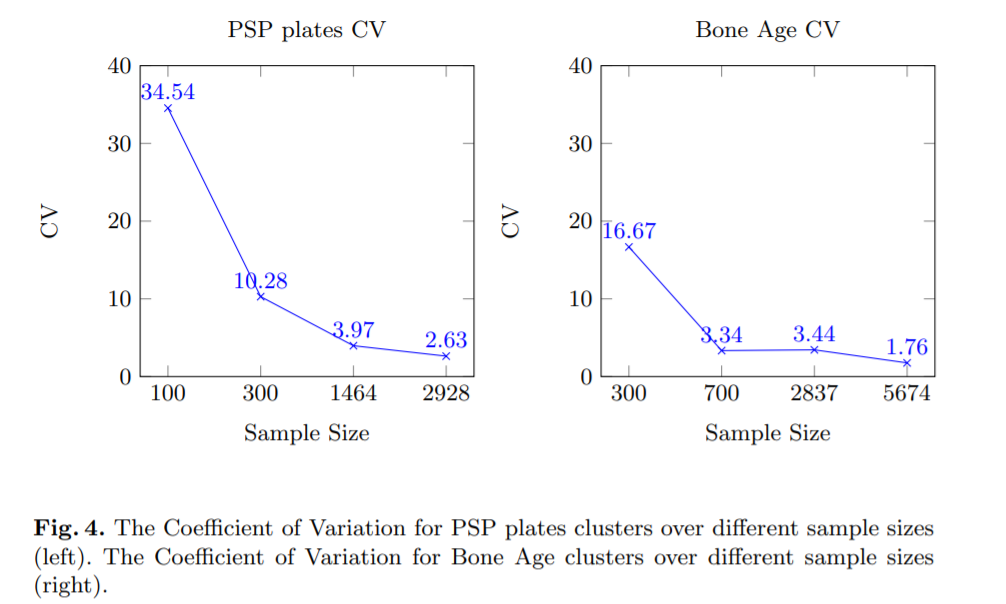 PSP plates CV
40
30
20
10
0
34.54
10.28
3.97
2.63
100 300 1464 2928
CV
Sample Size
Bone Age CV
40
30
20
10
0
16.67
3.34
3.44
1.76
300 700 2837 5674
CV
Sample Size
Fig. 4. The Coefficient of Variation for PSP plates clusters over different sample sizes
(left). The Coefficient of Variation for Bone Age clusters over different sample sizes
(right).